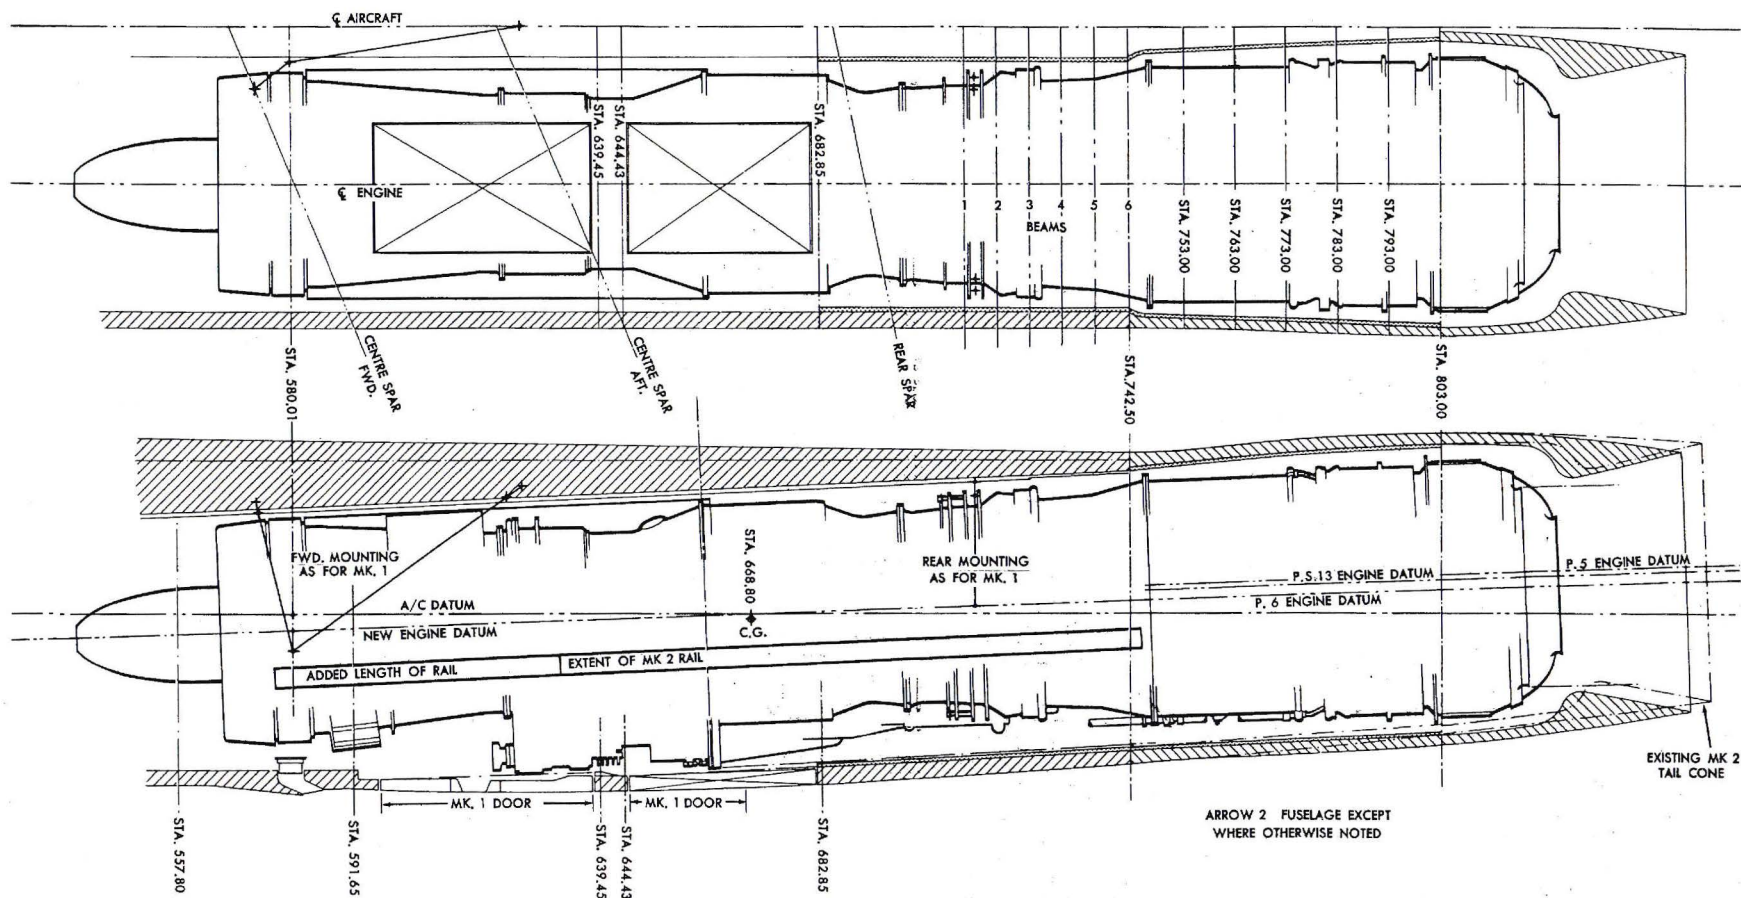 ℄ AIRCRAFT
℄ ENGINE
STA. 639.45
STA. 644.43
STA. 682.85
1 2 3 4 5 6
BEAMS
STA. 753.00
STA. 763.00
STA. 773.00
STA. 783.00
STA. 793.00
STA. 580.01
CENTRE SPAR
FWD.
CENTRE SPAR
AFT.
REAR SPAR
STA. 742.50
STA. 803.00
FWD. MOUNTING
AS FOR MK. 1
STA. 668.80
REAR MOUNTING
AS FOR MK. 1
P. 5 ENGINE DATUM
P.S.13 ENGINE DATUM
P. 6 ENGINE DATUM
A/C DATUM
NEW ENGINE DATUM
C.G.
ADDED LENGTH OF RAIL
EXTENT OF MK 2 RAIL
EXISTING MK 2
TAIL CONE
MK. 1 DOOR
MK. 1 DOOR
ARROW 2 FUSELAGE EXCEPT
WHERE OTHERWISE NOTED
STA. 557.80
STA. 591.65
STA. 639.45
STA. 644.43
STA. 682.85